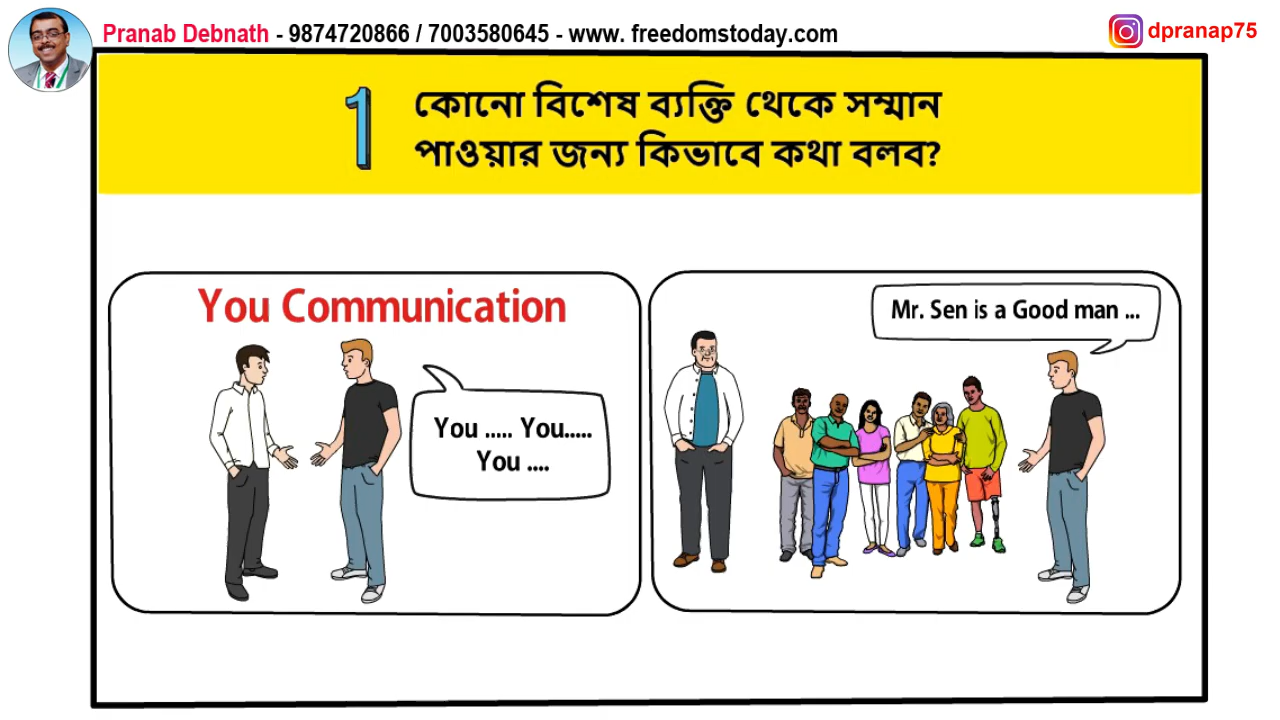 Pranab Debnath - 9874720866 / 7003580645 - www. freedomstoday.com
dpranap75
1
কোনো বিশেষ ব্যক্তি থেকে সম্মান
পাওয়ার জন্য কিভাবে কথা বলব?
You Communication
You ..... You.....
You ....
Mr. Sen is a Good man ...